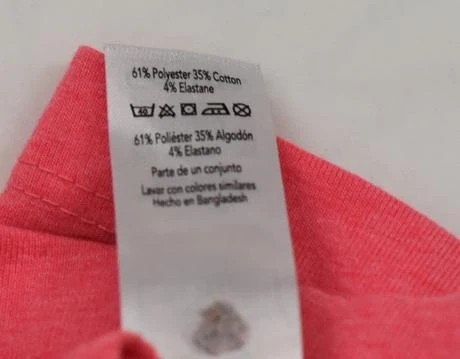 61% Polyester 35% Cotton
4% Elastane
40
61% Poliéster 35% Algodón
4% Elastano
Parte de un conjunto
Lavar con colores similares
Hecho en Bangladesh